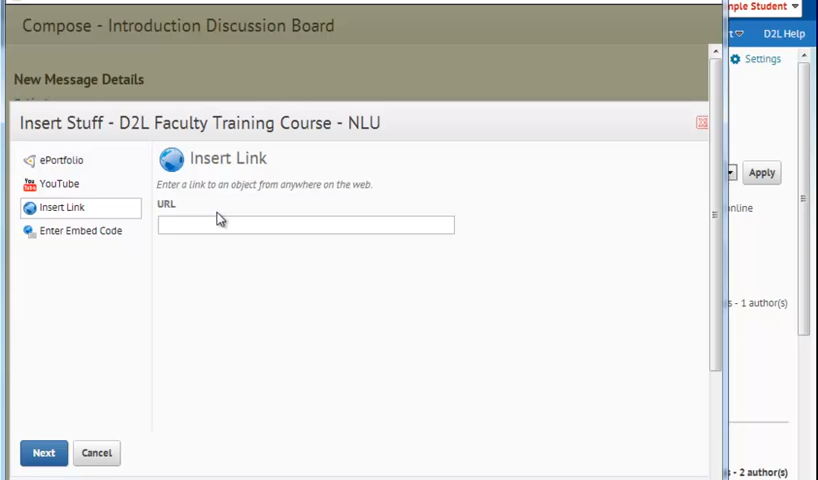 mple Student
Compose - Introduction Discussion Board
D2L Help
New Message Details
Settings
Insert Stuff - D2L Faculty Training Course - NLU
ePortfolio
Insert Link
YouTube
Enter a link to an object from anywhere on the web.
Apply
Insert Link
URL
nline
Enter Embed Code
s - 1 author(s)
Next
Cancel
s - 2 author(s)